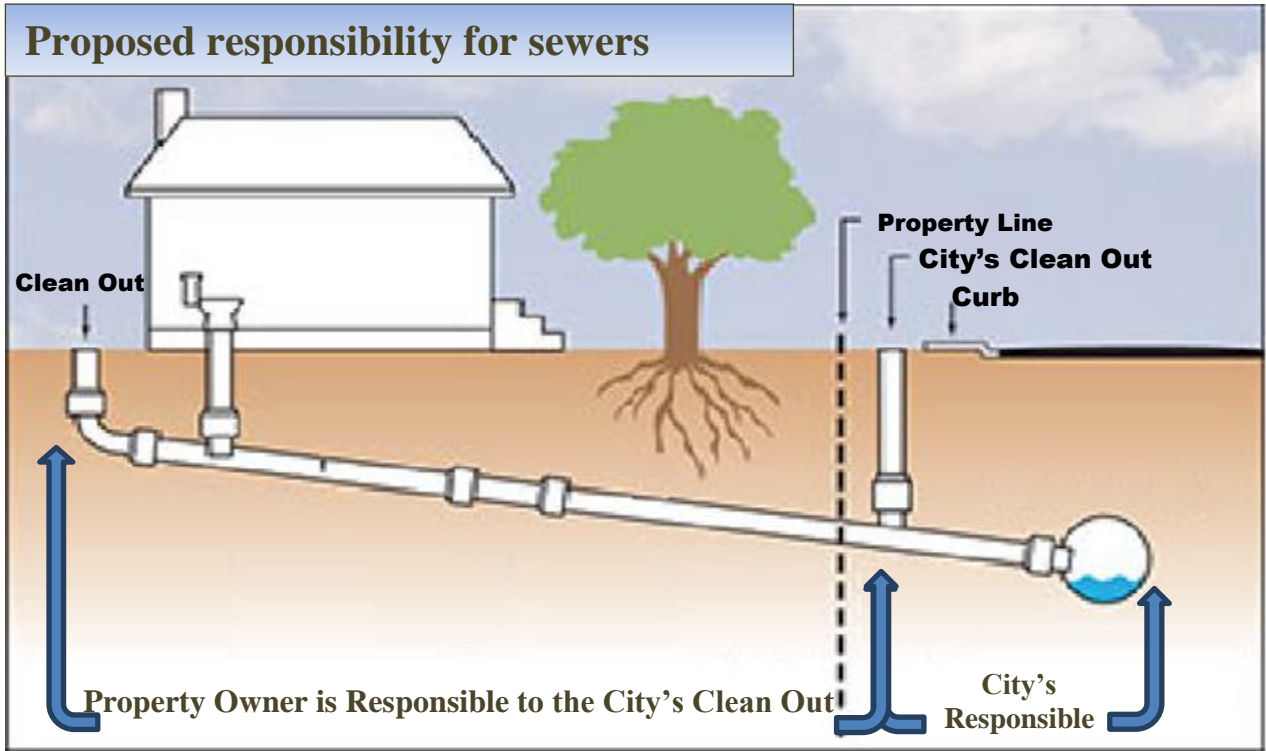 Proposed responsibility for sewers
Property Line
City’s Clean Out
Clean Out
Curb
Property Owner is Responsible to the City’s Clean Out
City’s
Responsible